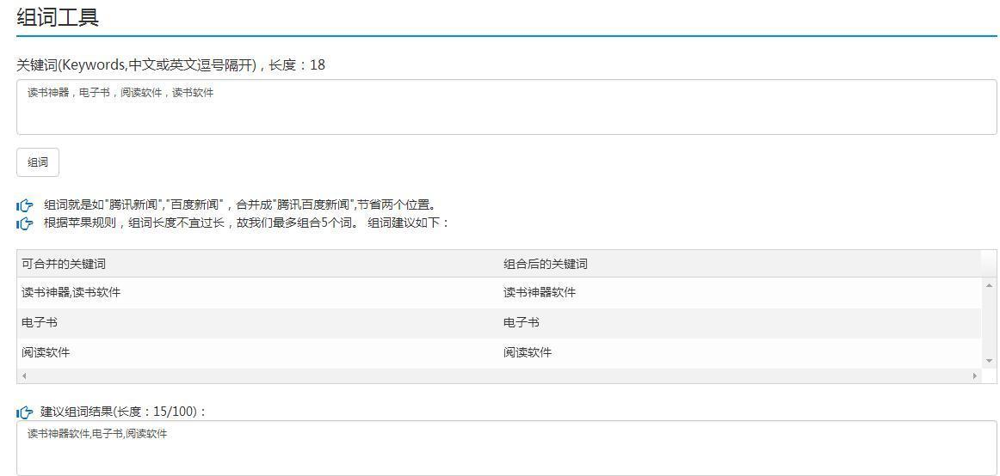 组词工具
关键词(Keywords,中文或英文逗号隔开)，长度：18
读书神器，电子书，阅读软件，读书软件
组词
组词就是如"腾讯新闻","百度新闻"，合并成"腾讯百度新闻",节省两个位置。
根据苹果规则，组词长度不宜过长，故我们最多组合5个词。 组词建议如下：
可合并的关键词 组合后的关键词
读书神器,读书软件 读书神器软件
电子书 电子书
阅读软件 阅读软件
建议组词结果(长度：15/100)：
读书神器软件,电子书,阅读软件